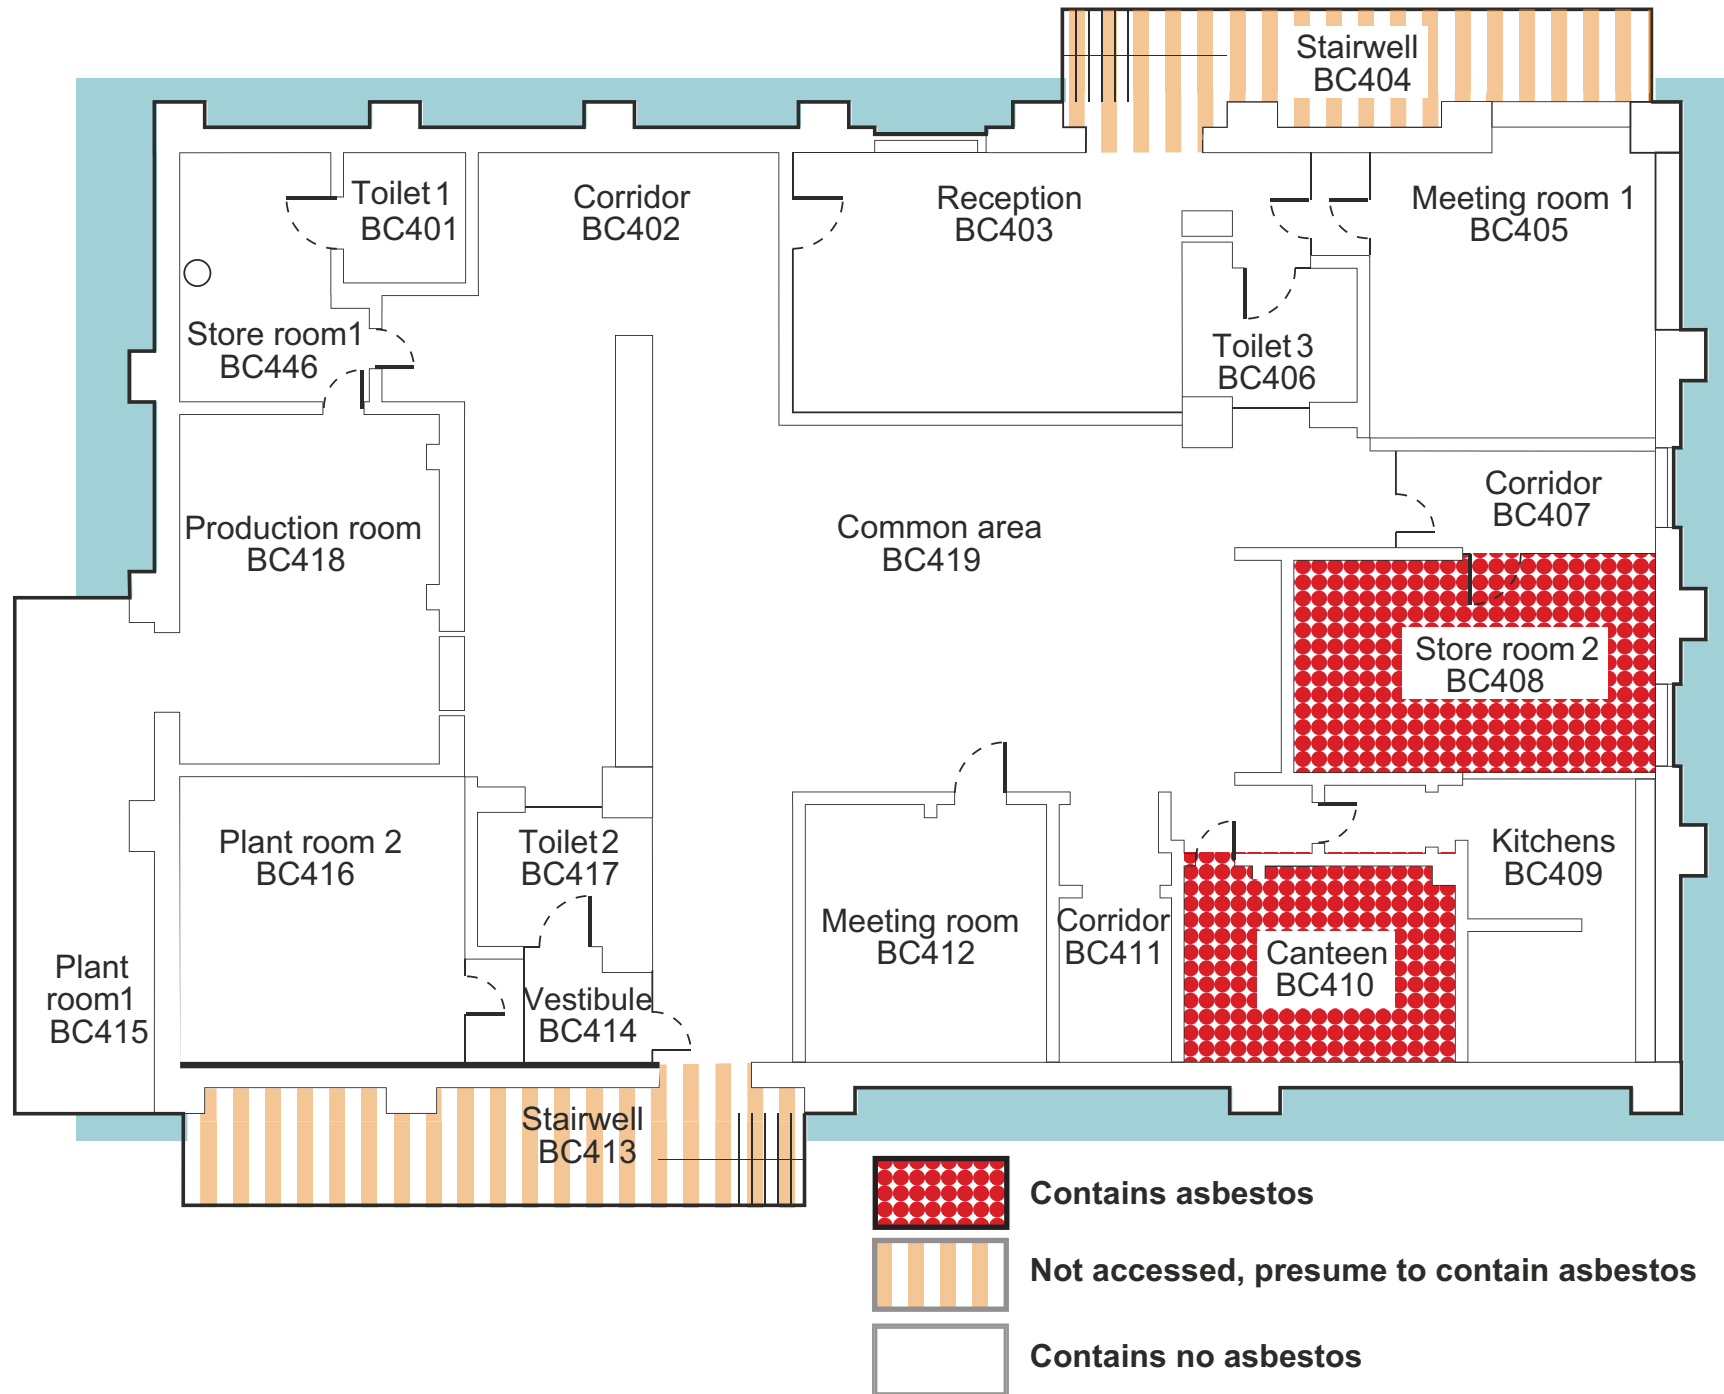 Stairwell
BC404
Toilet 1
BC401
Corridor
BC402
Reception
BC403
Meeting room 1
BC405
Store room1
BC446
Toilet 3
BC406
Production room
BC418
Common area
BC419
Corridor
BC407
Store room 2
BC408
Plant room 2
BC416
Toilet 2
BC417
Kitchens
BC409
Meeting room
BC412
Corridor
BC411
Canteen
BC410
Plant
room1
BC415
Vestibule
BC414
Stairwell
BC413
Contains asbestos
Not accessed, presume to contain asbestos
Contains no asbestos